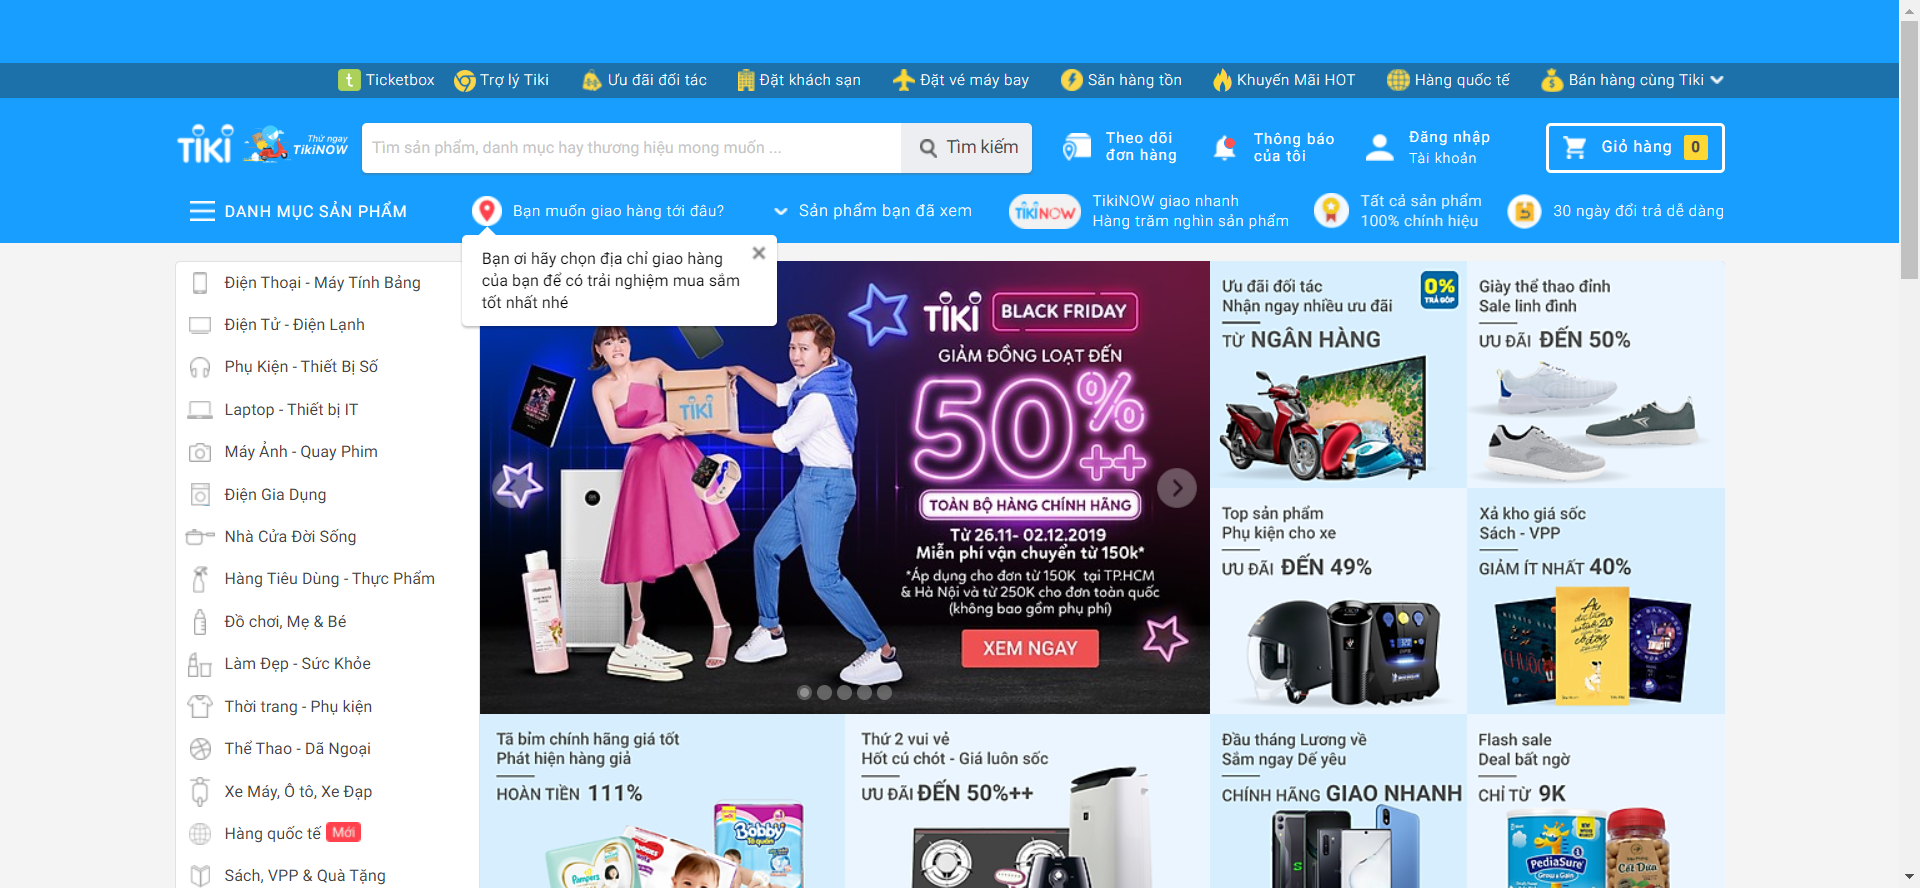 t Ticketbox
Trợ lý Tiki
Ưu đãi đối tác
Đặt khách sạn
Đặt vé máy bay
Săn hàng tồn
Khuyến Mãi HOT
Hàng quốc tế
Bán hàng cùng Tiki
TIKI
Thử ngay
TikiNOW
Tìm sản phẩm, danh mục hay thương hiệu mong muốn ...
Tìm kiếm
Theo dõi
đơn hàng
Thông báo
của tôi
Đăng nhập
Tài khoản
Giỏ hàng 0
DANH MỤC SẢN PHẨM
Bạn muốn giao hàng tới đâu?
Sản phẩm bạn đã xem
TIKINOW
TikiNOW giao nhanh
Hàng trăm nghìn sản phẩm
Tất cả sản phẩm
100% chính hiệu
30 ngày đổi trả dễ dàng
Bạn ơi hãy chọn địa chỉ giao hàng
của bạn để có trải nghiệm mua sắm
tốt nhất nhé
Điện Thoại - Máy Tính Bảng
Điện Tử - Điện Lạnh
Phụ Kiện - Thiết Bị Số
Laptop - Thiết bị IT
Máy Ảnh - Quay Phim
Điện Gia Dụng
Nhà Cửa Đời Sống
Hàng Tiêu Dùng - Thực Phẩm
Đồ chơi, Mẹ & Bé
Làm Đẹp - Sức Khỏe
Thời trang - Phụ kiện
Thể Thao - Dã Ngoại
Xe Máy, Ô tô, Xe Đạp
Hàng quốc tế Mới
Sách, VPP & Quà Tặng
TIKI
TIKI BLACK FRIDAY
GIẢM ĐỒNG LOẠT ĐẾN
50%
++
TOÀN BỘ HÀNG CHÍNH HÃNG
Từ 26.11- 02.12.2019
Miễn phí vận chuyển từ 150k*
*Áp dụng cho đơn từ 150K tại TP.HCM
& Hà Nội và từ 250K cho đơn toàn quốc
(không bao gồm phụ phí)
XEM NGAY
Ưu đãi đối tác
Nhận ngay nhiều ưu đãi
TỪ NGÂN HÀNG
0%
TRẢ GÓP
Giày thể thao đỉnh
Sale linh đình
ƯU ĐÃI ĐẾN 50%
Top sản phẩm
Phụ kiện cho xe
ƯU ĐÃI ĐẾN 49%
Xả kho giá sốc
Sách - VPP
GIẢM ÍT NHẤT 40%
Tã bỉm chính hãng giá tốt
Phát hiện hàng giả
HOÀN TIỀN 111%
Bobby
Pampers
HUGGIES
Thứ 2 vui vẻ
Hốt cú chót - Giá luôn sốc
ƯU ĐÃI ĐẾN 50%++
Đầu tháng Lương về
Sắm ngay Dế yêu
CHÍNH HÃNG GIAO NHANH
Flash sale
Deal bất ngờ
CHỈ TỪ 9K
PediaSure
Grow & Gain
Cốt Dừa